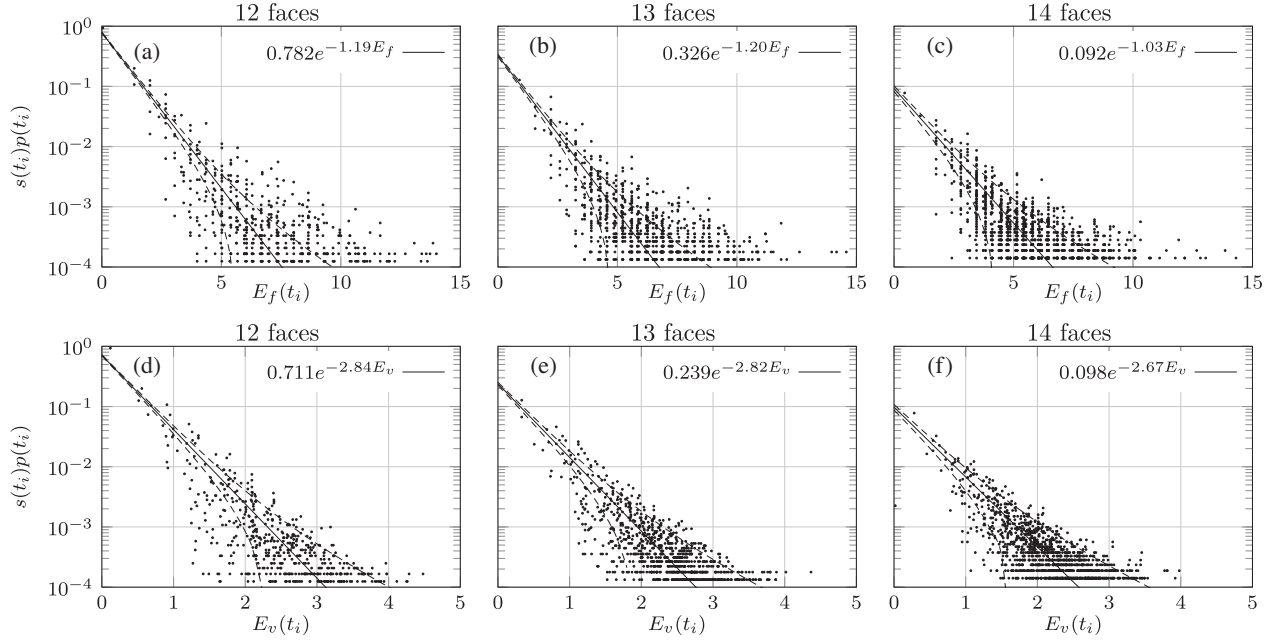 12 faces
13 faces
14 faces
(a)
0.782e^{-1.19E_f}
(b)
0.326e^{-1.20E_f}
(c)
0.092e^{-1.03E_f}
s(t_i)p(t_i)
10^0
10^{-1}
10^{-2}
10^{-3}
10^{-4}
0 5 10 15
0 5 10 15
0 5 10 15
E_f(t_i)
E_f(t_i)
E_f(t_i)
12 faces
13 faces
14 faces
(d)
0.711e^{-2.84E_v}
(e)
0.239e^{-2.82E_v}
(f)
0.098e^{-2.67E_v}
s(t_i)p(t_i)
10^0
10^{-1}
10^{-2}
10^{-3}
10^{-4}
0 1 2 3 4 5
0 1 2 3 4 5
0 1 2 3 4 5
E_v(t_i)
E_v(t_i)
E_v(t_i)